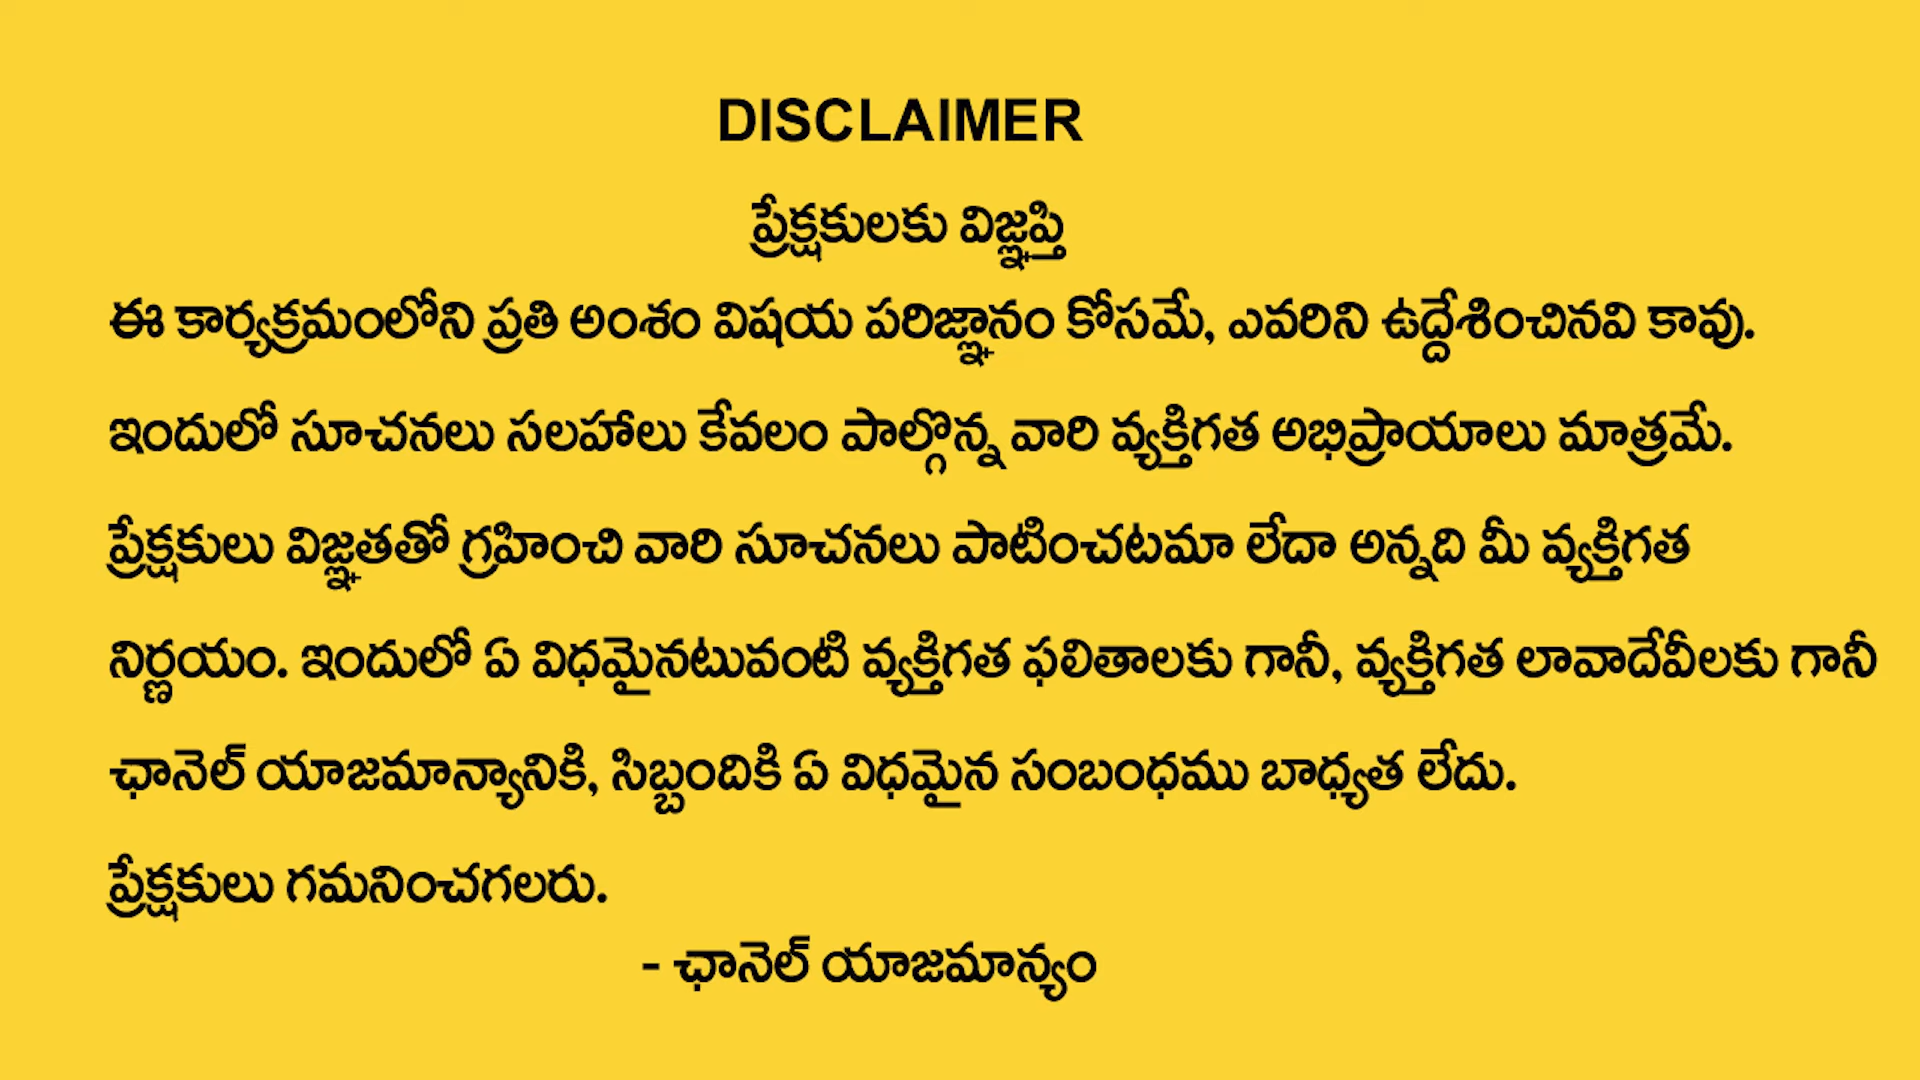 DISCLAIMER
ప్రేక్షకులకు విజ్ఞప్తి
ఈ కార్యక్రమంలోని ప్రతి అంశం విషయ పరిజ్ఞానం కోసమే, ఎవరిని ఉద్దేశించినవి కావు.
ఇందులో సూచనలు సలహాలు కేవలం పాల్గొన్న వారి వ్యక్తిగత అభిప్రాయాలు మాత్రమే.
ప్రేక్షకులు విజ్ఞతతో గ్రహించి వారి సూచనలు పాటించటమా లేదా అన్నది మీ వ్యక్తిగత
నిర్ణయం. ఇందులో ఏ విధమైనటువంటి వ్యక్తిగత ఫలితాలకు గానీ, వ్యక్తిగత లావాదేవీలకు గానీ
ఛానెల్ యాజమాన్యానికి, సిబ్బందికి ఏ విధమైన సంబంధము బాధ్యత లేదు.
ప్రేక్షకులు గమనించగలరు.
- ఛానెల్ యాజమాన్యం